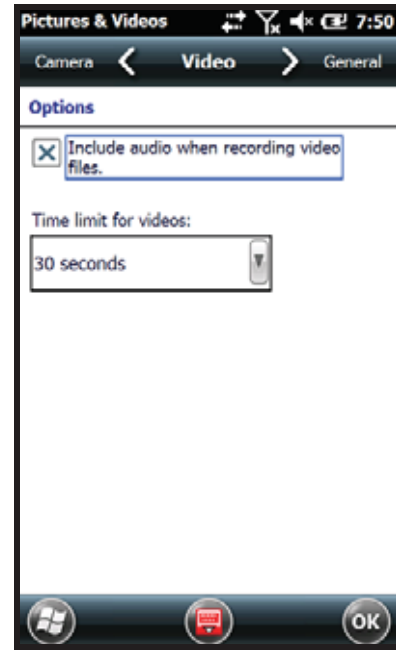 Pictures & Videos 7:50
Camera Video General
Options
Include audio when recording video
files.
Time limit for videos:
30 seconds
OK